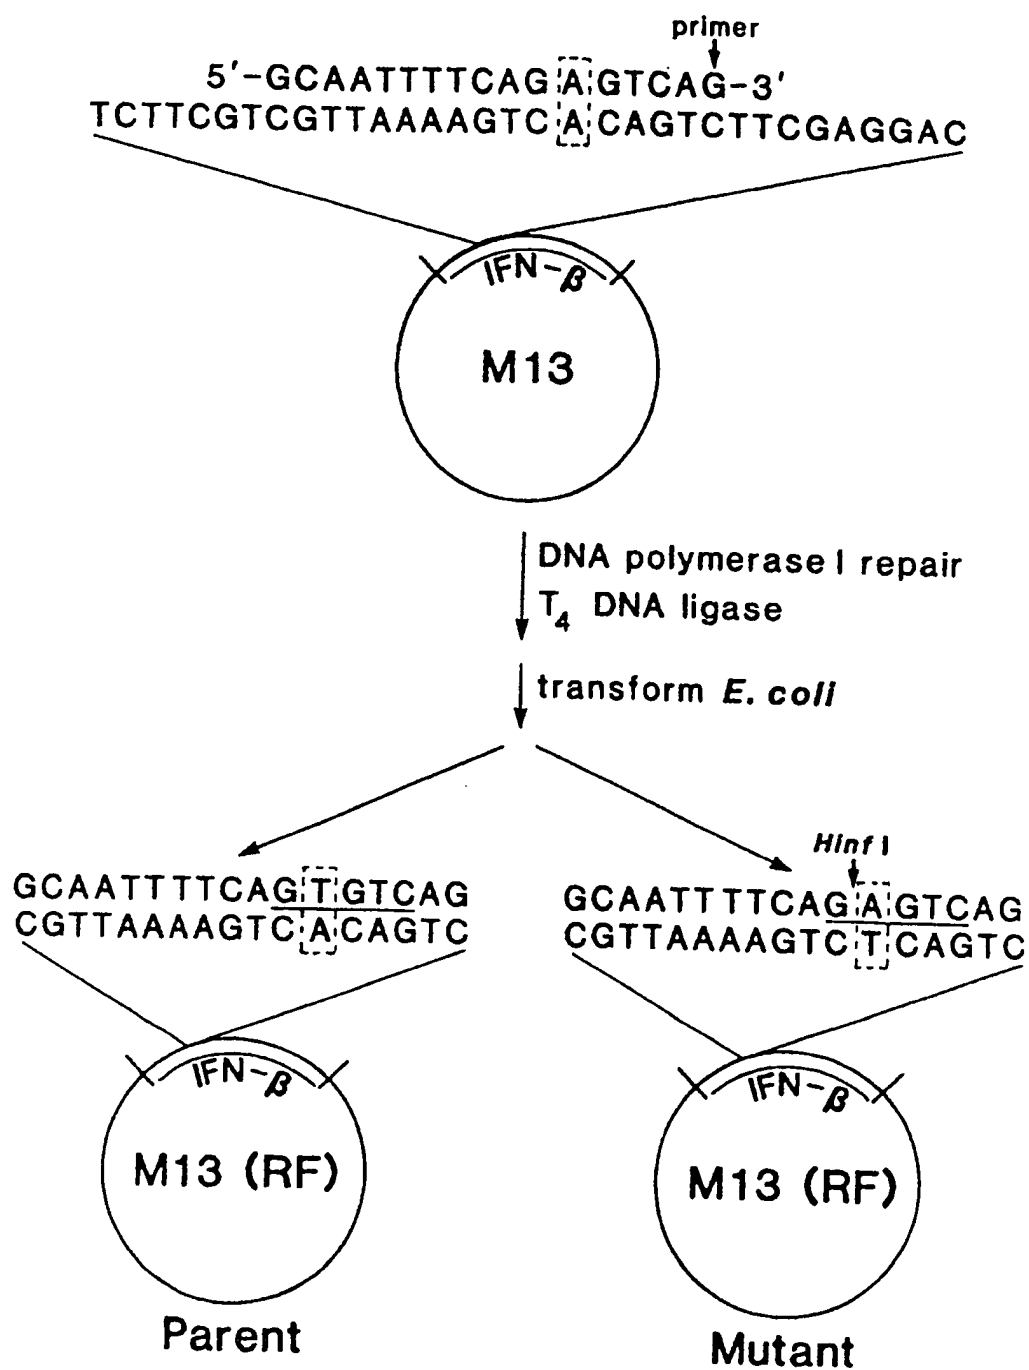 primer
5'-GCAATTTTCAGAGTCAG-3'
TCTTCGTCGTTAAAAGTCACAGTCTTCGAGGAC
IFN-β
M13
DNA polymerase I repair
T4 DNA ligase
transform E. coli
Hinf I
GCAATTTTCAGTGTCAG
CGTTAAAAGTCACAGTC
GCAATTTTCAGAGTCAG
CGTTAAAAGTCTCAGTC
IFN-β
IFN-β
M13 (RF)
M13 (RF)
Parent
Mutant